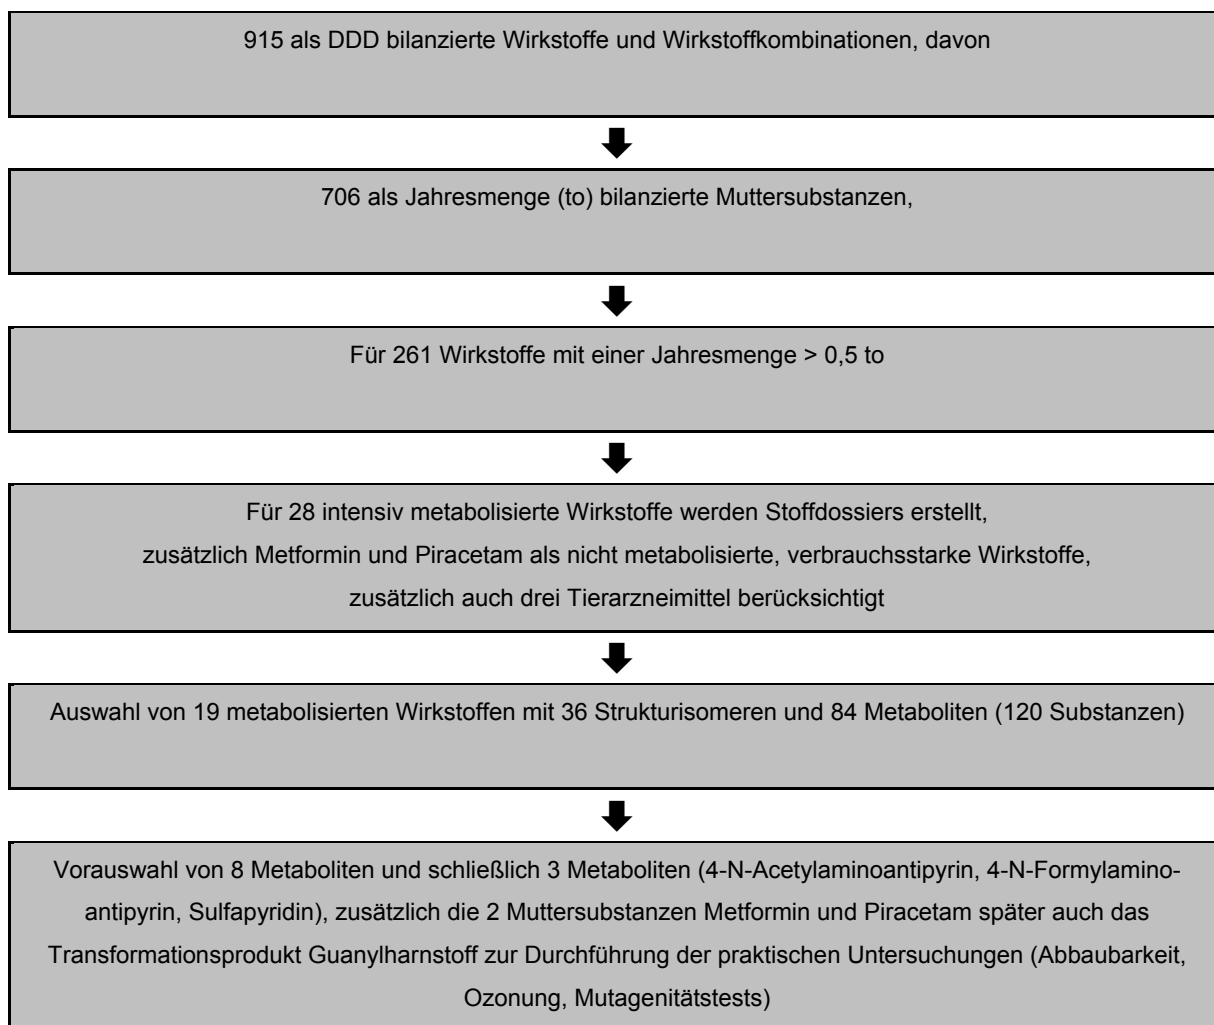 915 als DDD bilanzierte Wirkstoffe und Wirkstoffkombinationen, davon
706 als Jahresmenge (to) bilanzierte Muttersubstanzen,
Für 261 Wirkstoffe mit einer Jahresmenge > 0,5 to
Für 28 intensiv metabolisierte Wirkstoffe werden Stoffdossiers erstellt,
zusätzlich Metformin und Piracetam als nicht metabolisierte, verbrauchsstarke Wirkstoffe,
zusätzlich auch drei Tierarzneimittel berücksichtigt
Auswahl von 19 metabolisierten Wirkstoffen mit 36 Strukturisomeren und 84 Metaboliten (120 Substanzen)
Vorauswahl von 8 Metaboliten und schließlich 3 Metaboliten (4-N-Acetylaminoantipyrin, 4-N-Formylamino-
antipyrin, Sulfapyridin), zusätzlich die 2 Muttersubstanzen Metformin und Piracetam später auch das
Transformationsprodukt Guanylharnstoff zur Durchführung der praktischen Untersuchungen (Abbaubarkeit,
Ozonung, Mutagenitätstests)